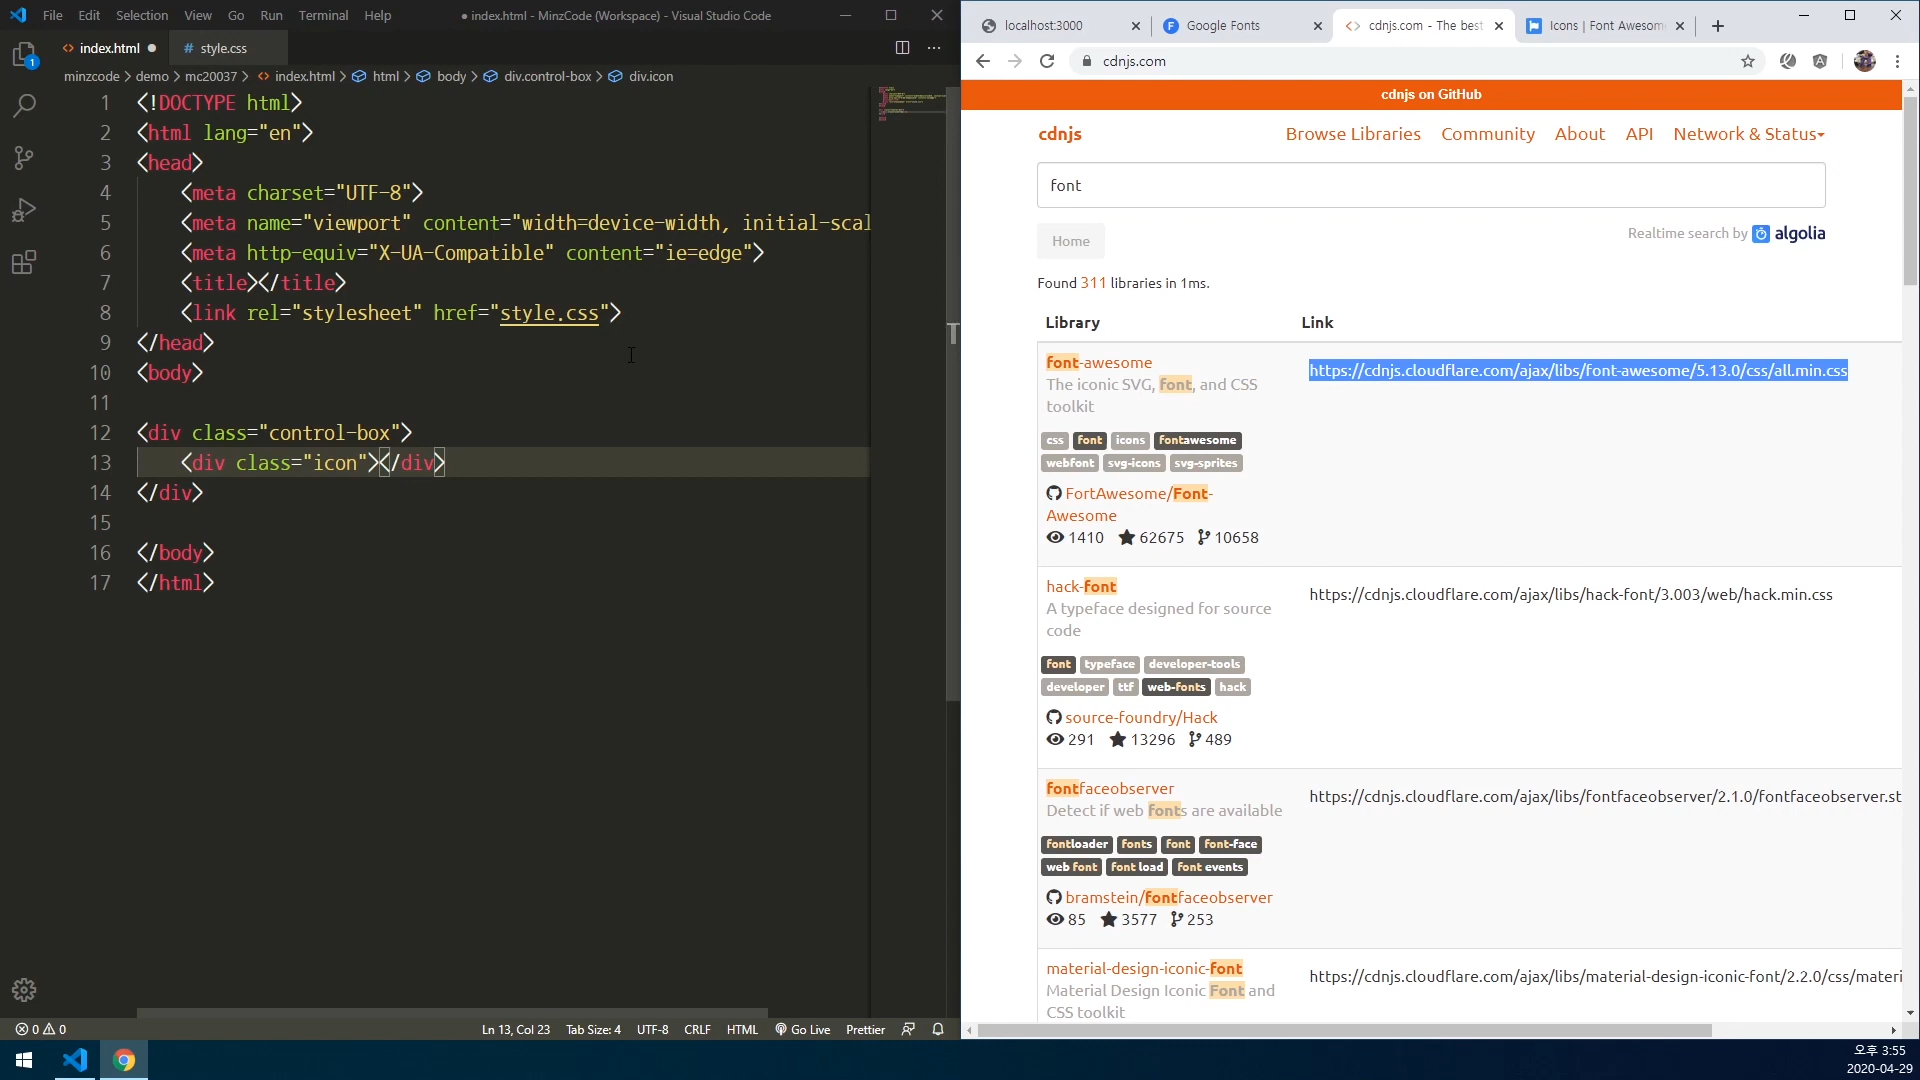 File Edit Selection View Go Run Terminal Help
● index.html - MinzCode (Workspace) - Visual Studio Code
index.html ●
# style.css
minzcode > demo > mc20037 > index.html > html > body > div.control-box > div.icon
1 <!DOCTYPE html>
2 <html lang="en">
3 <head>
4 <meta charset="UTF-8">
5 <meta name="viewport" content="width=device-width, initial-scal
6 <meta http-equiv="X-UA-Compatible" content="ie=edge">
7 <title></title>
8 <link rel="stylesheet" href="style.css">
9 </head>
10 <body>
11
12 <div class="control-box">
13 <div class="icon"></div>
14 </div>
15
16 </body>
17 </html>
1
0 0
Ln 13, Col 23 Tab Size: 4 UTF-8 CRLF HTML Go Live Prettier
localhost:3000
Google Fonts
cdnjs.com - The best
Icons | Font Awesom
cdnjs.com
cdnjs on GitHub
cdnjs
Browse Libraries Community About API Network & Status
font
Home
Realtime search by algolia
Found 311 libraries in 1ms.
Library Link
font-awesome
https://cdnjs.cloudflare.com/ajax/libs/font-awesome/5.13.0/css/all.min.css
The iconic SVG, font, and CSS
toolkit
css font icons fontawesome
webfont svg-icons svg-sprites
FortAwesome/Font-
Awesome
1410 62675 10658
hack-font
https://cdnjs.cloudflare.com/ajax/libs/hack-font/3.003/web/hack.min.css
A typeface designed for source
code
font typeface developer-tools
developer ttf web-fonts hack
source-foundry/Hack
291 13296 489
fontfaceobserver
https://cdnjs.cloudflare.com/ajax/libs/fontfaceobserver/2.1.0/fontfaceobserver.st
Detect if web fonts are available
fontloader fonts font font-face
web font font load font events
bramstein/fontfaceobserver
85 3577 253
material-design-iconic-font
https://cdnjs.cloudflare.com/ajax/libs/material-design-iconic-font/2.2.0/css/materi
Material Design Iconic Font and
CSS toolkit
오후 3:55
2020-04-29